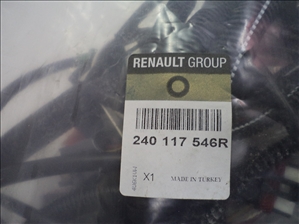 RENAULT GROUP
240 117 546R
X1 MADE IN TURKEY